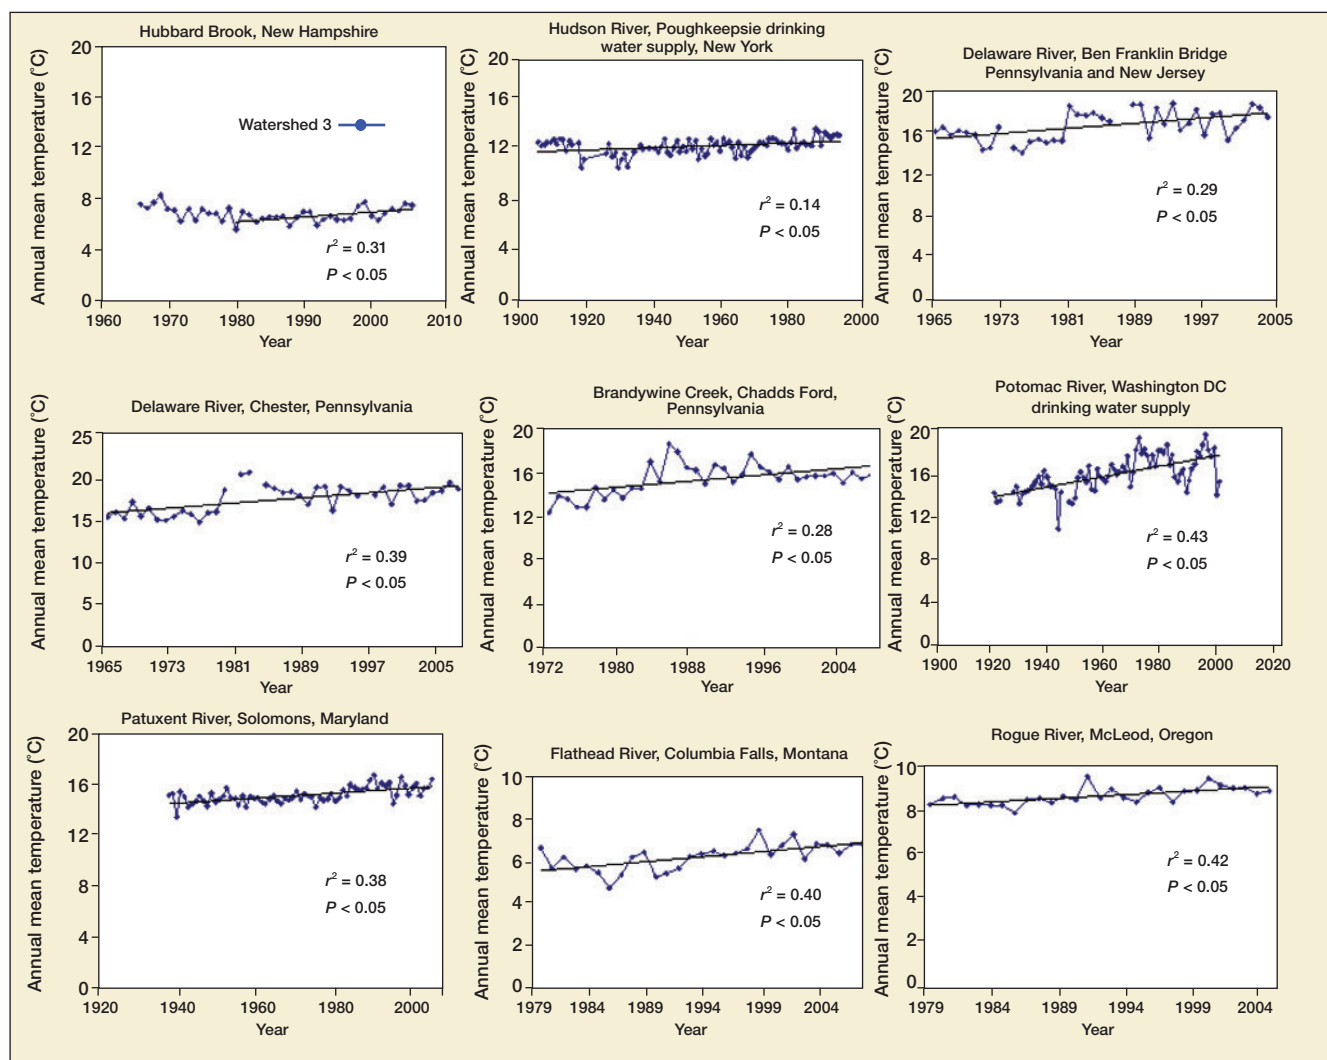 Hubbard Brook, New Hampshire
Annual mean temperature (˚C)
20
16
12
8
4
0
Watershed 3
r² = 0.31
P < 0.05
1960 1970 1980 1990 2000 2010
Year
Hudson River, Poughkeepsie drinking
water supply, New York
Annual mean temperature (˚C)
20
16
12
8
4
0
r² = 0.14
P < 0.05
1900 1920 1940 1960 1980 2000
Year
Delaware River, Ben Franklin Bridge
Pennsylvania and New Jersey
Annual mean temperature (˚C)
20
16
12
8
4
0
r² = 0.29
P < 0.05
1965 1973 1981 1989 1997 2005
Year
Delaware River, Chester, Pennsylvania
Annual mean temperature (˚C)
25
20
15
10
5
0
r² = 0.39
P < 0.05
1965 1973 1981 1989 1997 2005
Year
Brandywine Creek, Chadds Ford,
Pennsylvania
Annual mean temperature (˚C)
20
16
12
8
4
0
r² = 0.28
P < 0.05
1972 1980 1988 1996 2004
Year
Potomac River, Washington DC
drinking water supply
Annual mean temperature (˚C)
20
16
12
8
4
0
r² = 0.43
P < 0.05
1900 1920 1940 1960 1980 2000 2020
Year
Patuxent River, Solomons, Maryland
Annual mean temperature (˚C)
20
16
12
8
4
0
r² = 0.38
P < 0.05
1920 1940 1960 1980 2000
Year
Flathead River, Columbia Falls, Montana
Annual mean temperature (˚C)
10
8
6
4
2
0
r² = 0.40
P < 0.05
1979 1984 1989 1994 1999 2004
Year
Rogue River, McLeod, Oregon
Annual mean temperature (˚C)
10
8
6
4
2
0
r² = 0.42
P < 0.05
1979 1984 1989 1994 1999 2004
Year